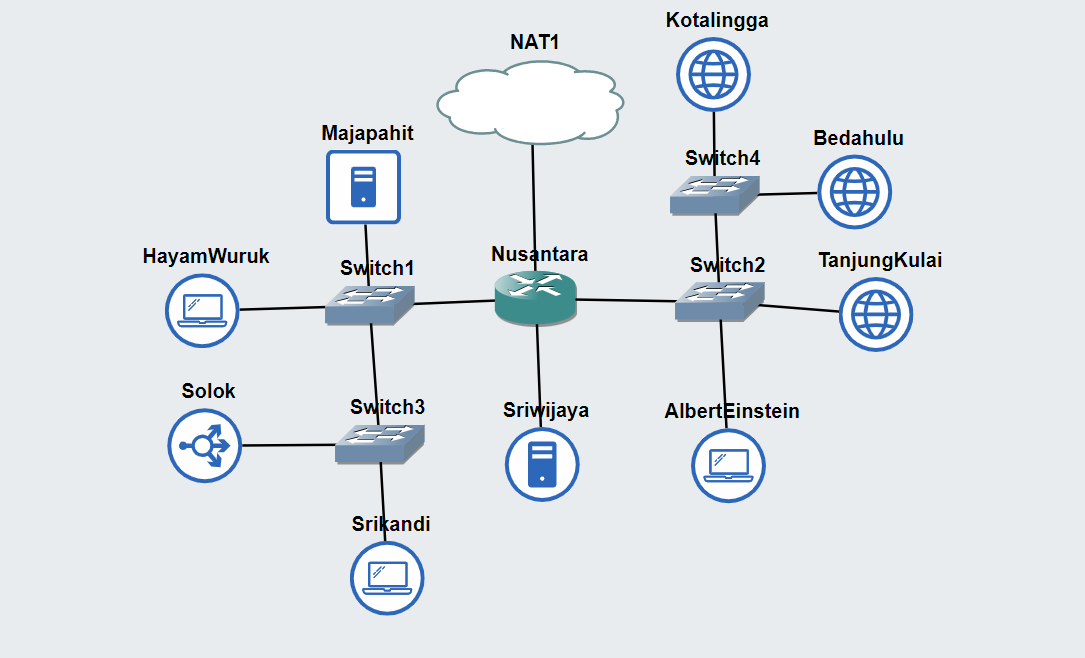 Kotalingga
NAT1
Majapahit
Bedahulu
Switch4
HayamWuruk
Nusantara
TanjungKulai
Switch1
Switch2
Solok
Switch3
Sriwijaya
AlbertEinstein
Srikandi